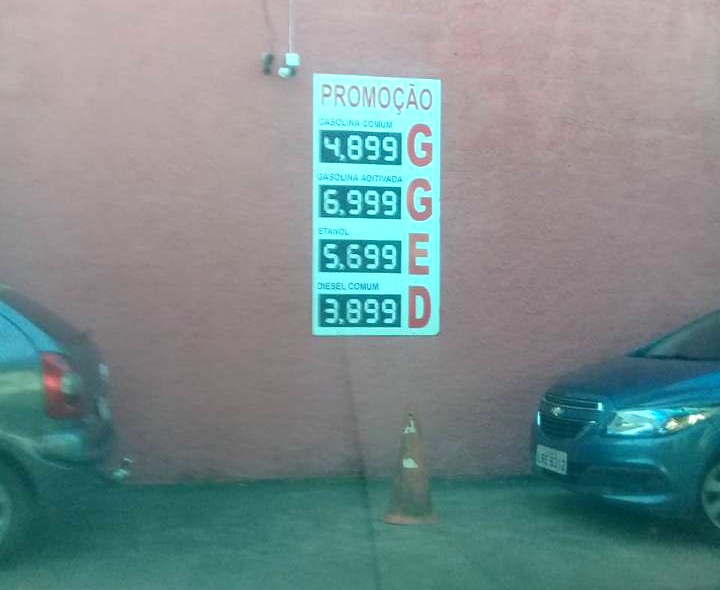 PROMOÇÃO
GASOLINA COMUM
4,899 G
GASOLINA ADITIVADA
6,999 G
ETANOL
5,699 E
DIESEL COMUM
3,899 D